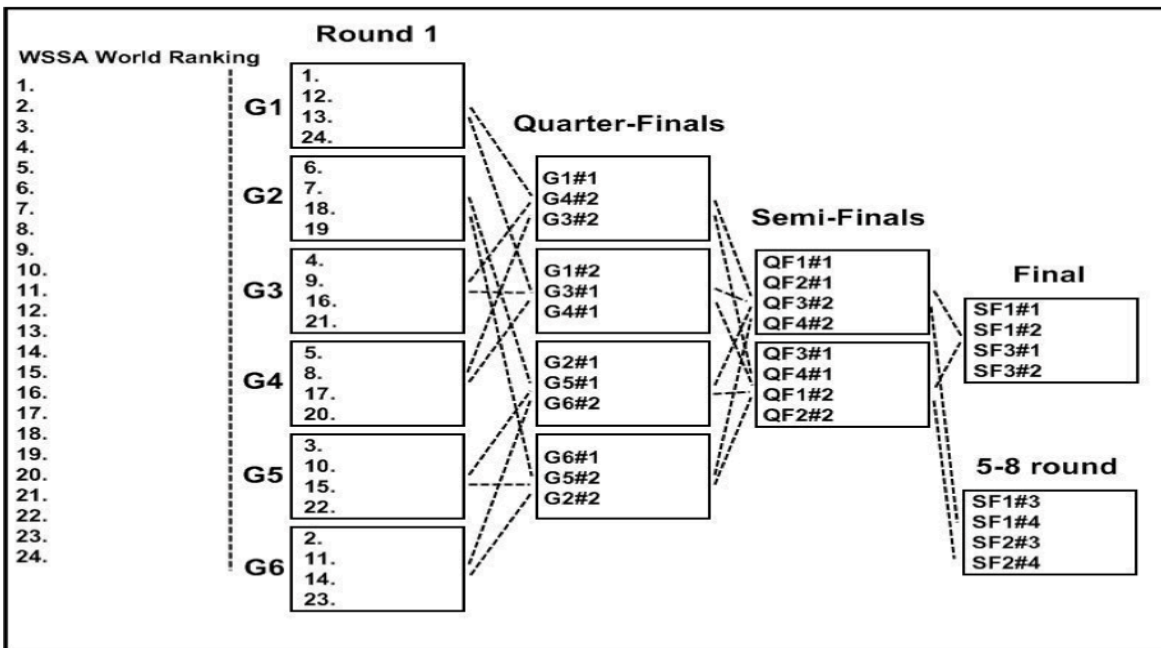 WSSA World Ranking
1.
2.
3.
4.
5.
6.
7.
8.
9.
10.
11.
12.
13.
14.
15.
16.
17.
18.
19.
20.
21.
22.
23.
24.
Round 1
G1
1.
12.
13.
24.
G2
6.
7.
18.
19
G3
4.
9.
16.
21.
G4
5.
8.
17.
20.
G5
3.
10.
15.
22.
G6
2.
11.
14.
23.
Quarter-Finals
G1#1
G4#2
G3#2
G1#2
G3#1
G4#1
G2#1
G5#1
G6#2
G6#1
G5#2
G2#2
Semi-Finals
QF1#1
QF2#1
QF3#2
QF4#2
QF3#1
QF4#1
QF1#2
QF2#2
Final
SF1#1
SF1#2
SF3#1
SF3#2
5-8 round
SF1#3
SF1#4
SF2#3
SF2#4